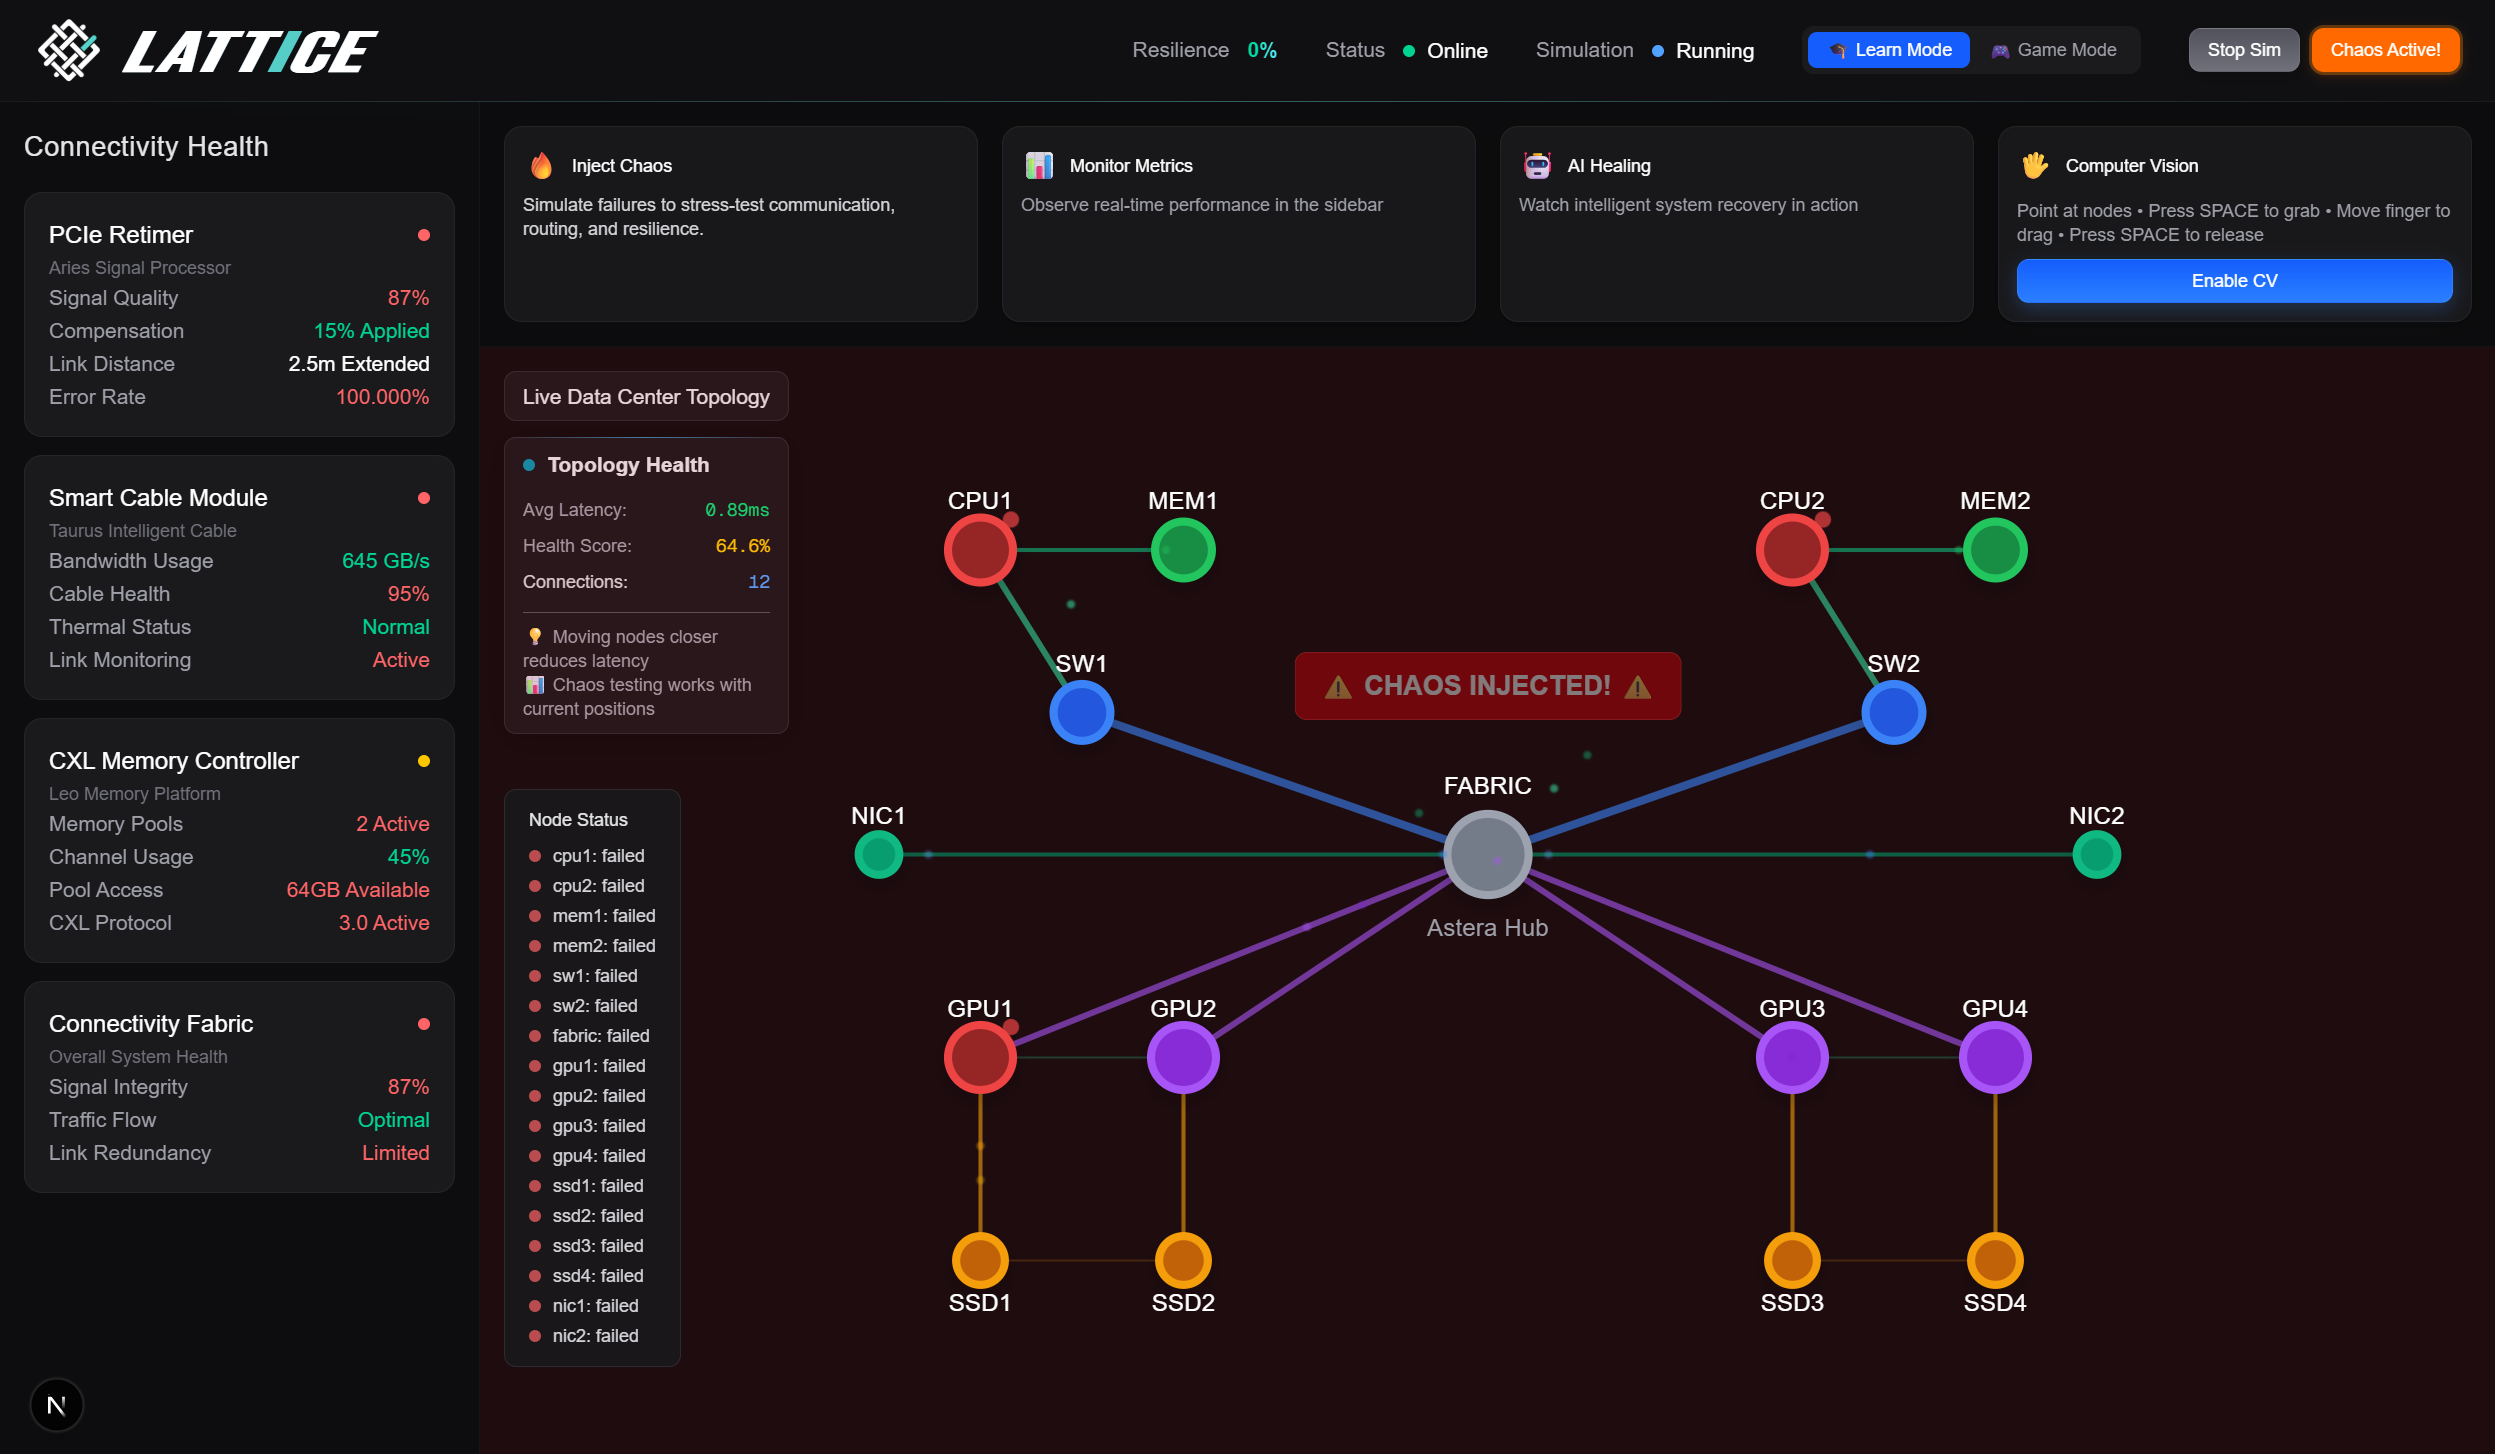 LATTICE
Resilience 0%
Status Online
Simulation Running
Learn Mode
Game Mode
Stop Sim
Chaos Active!
Connectivity Health
PCIe Retimer
Aries Signal Processor
Signal Quality 87%
Compensation 15% Applied
Link Distance 2.5m Extended
Error Rate 100.000%
Smart Cable Module
Taurus Intelligent Cable
Bandwidth Usage 645 GB/s
Cable Health 95%
Thermal Status Normal
Link Monitoring Active
CXL Memory Controller
Leo Memory Platform
Memory Pools 2 Active
Channel Usage 45%
Pool Access 64GB Available
CXL Protocol 3.0 Active
Connectivity Fabric
Overall System Health
Signal Integrity 87%
Traffic Flow Optimal
Link Redundancy Limited
N
Inject Chaos
Simulate failures to stress-test communication,
routing, and resilience.
Monitor Metrics
Observe real-time performance in the sidebar
AI Healing
Watch intelligent system recovery in action
Computer Vision
Point at nodes • Press SPACE to grab • Move finger to
drag • Press SPACE to release
Enable CV
Live Data Center Topology
Topology Health
Avg Latency: 0.89ms
Health Score: 64.6%
Connections: 12
Moving nodes closer
reduces latency
Chaos testing works with
current positions
Node Status
cpu1: failed
cpu2: failed
mem1: failed
mem2: failed
sw1: failed
sw2: failed
fabric: failed
gpu1: failed
gpu2: failed
gpu3: failed
gpu4: failed
ssd1: failed
ssd2: failed
ssd3: failed
ssd4: failed
nic1: failed
nic2: failed
CPU1
MEM1
CPU2
MEM2
SW1
SW2
CHAOS INJECTED!
FABRIC
NIC1
NIC2
Astera Hub
GPU1
GPU2
GPU3
GPU4
SSD1
SSD2
SSD3
SSD4